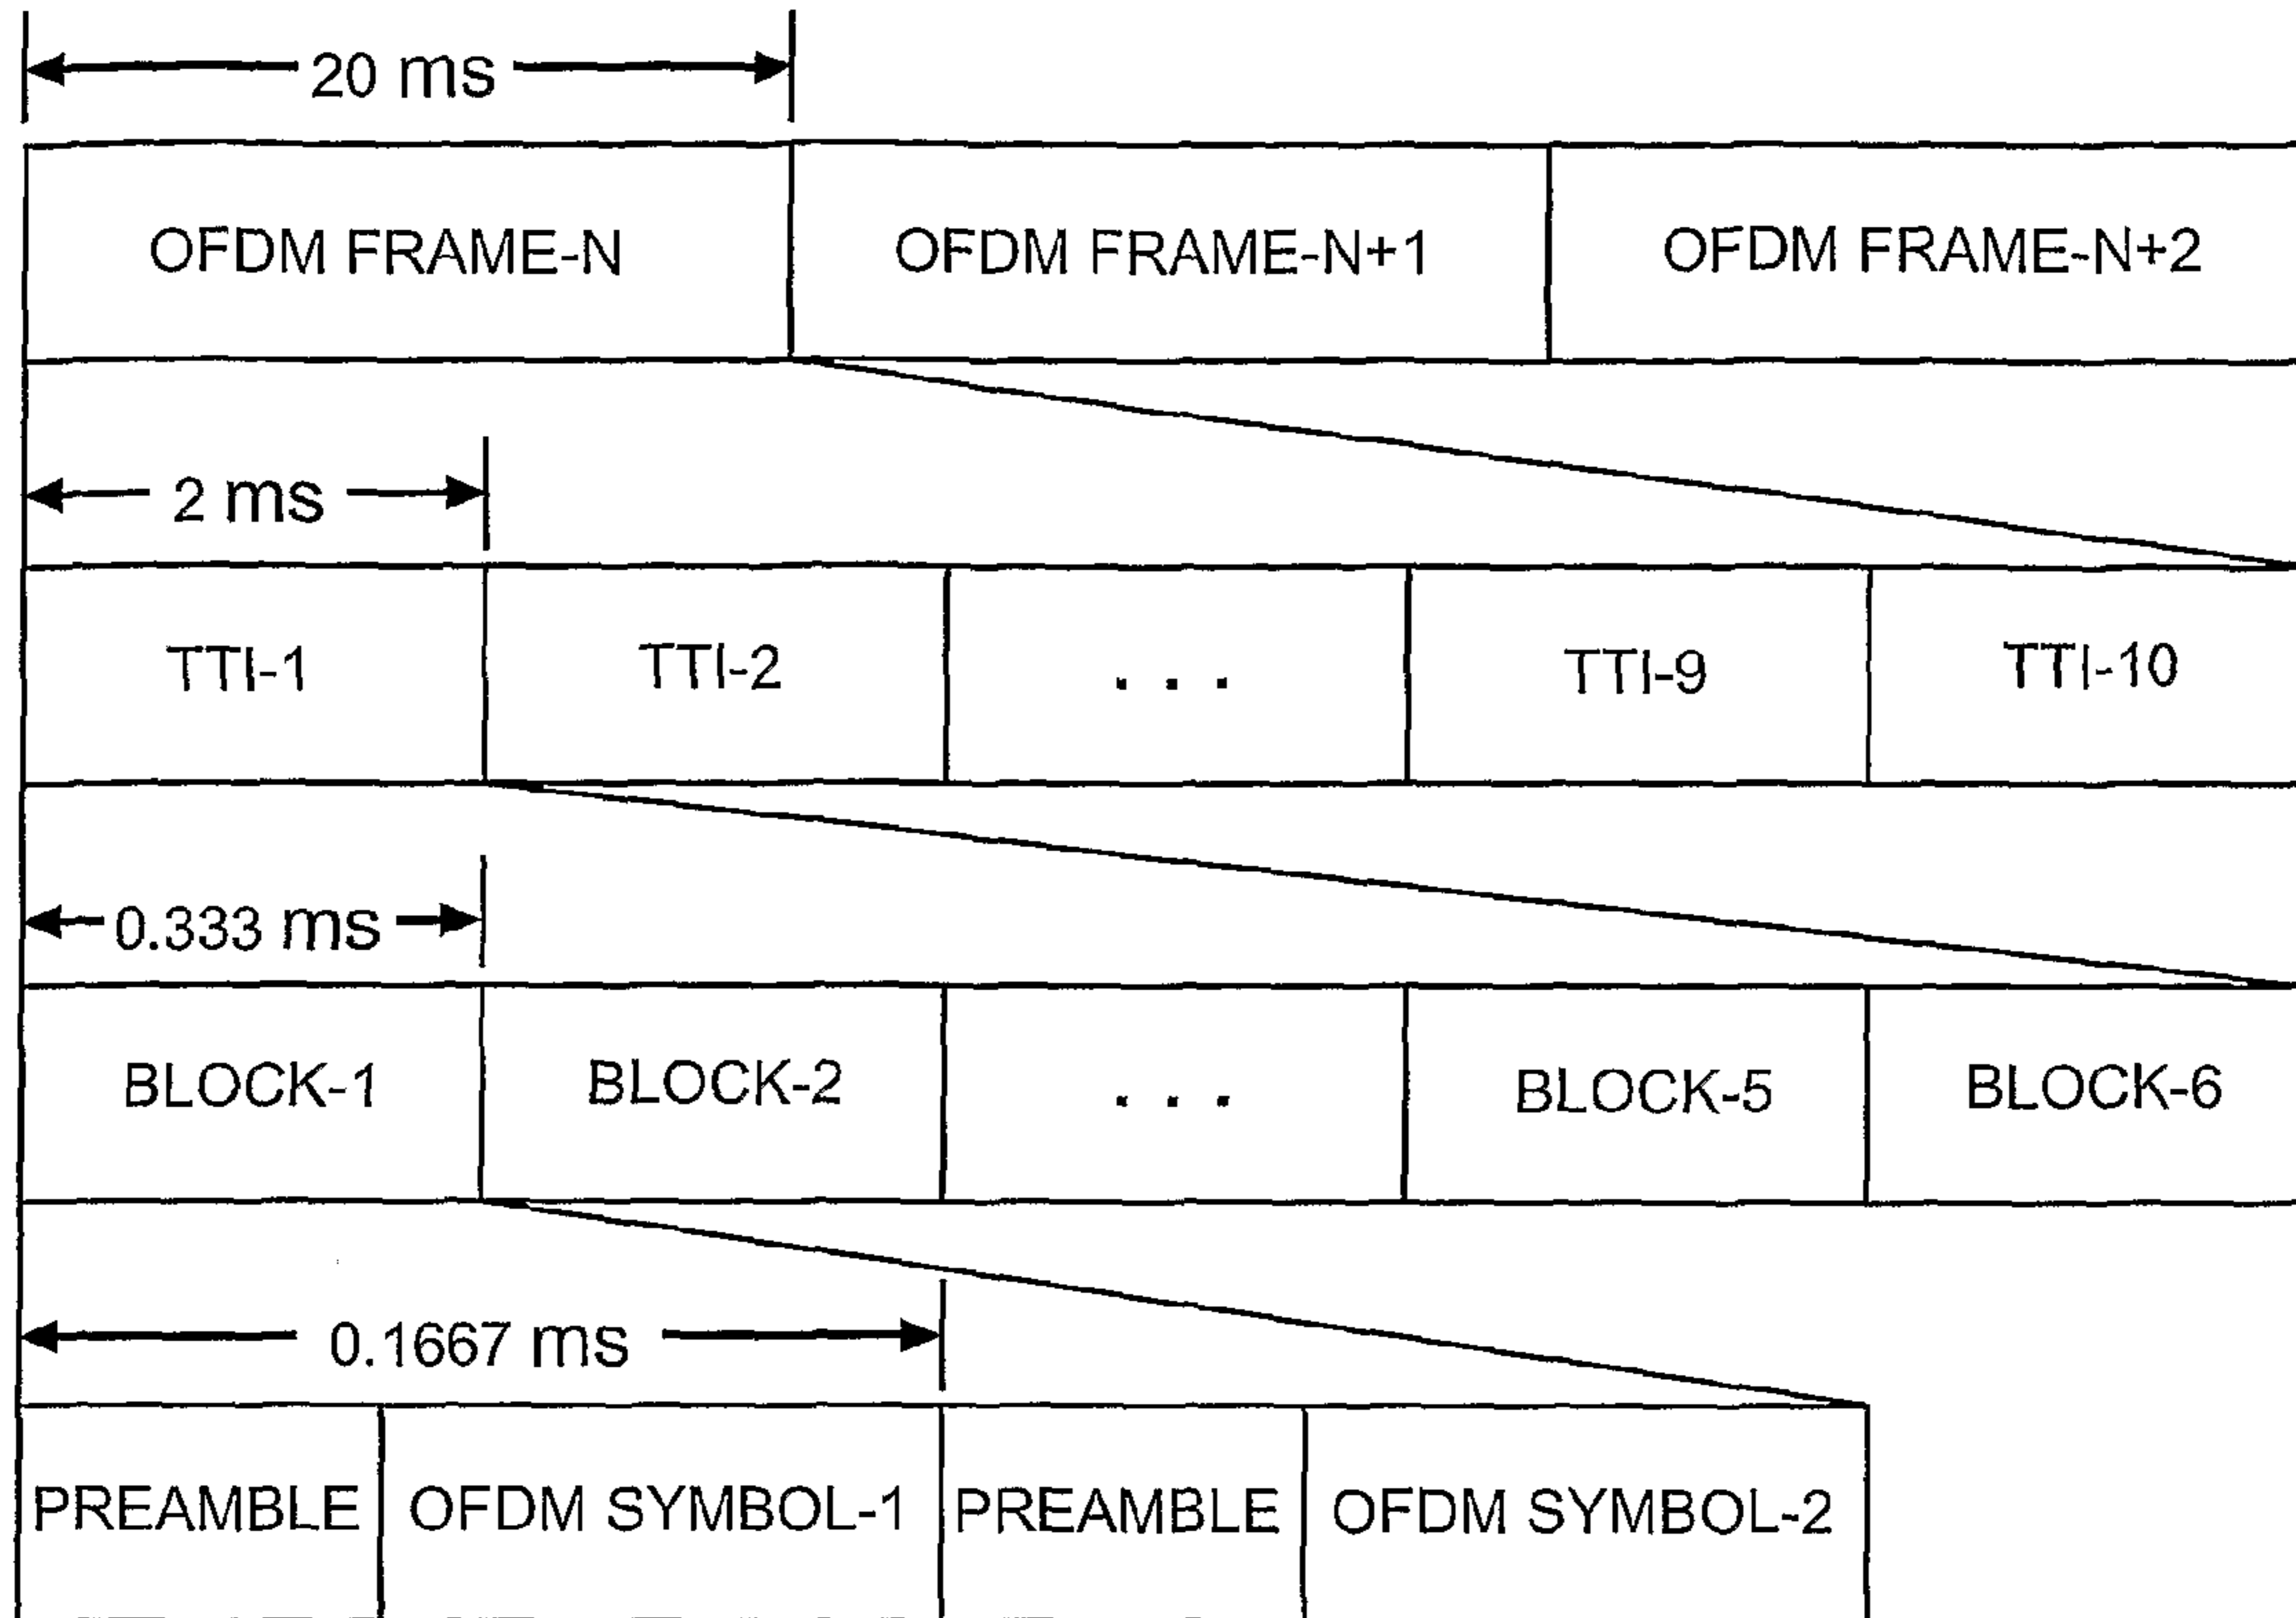 20 ms
OFDM FRAME-N OFDM FRAME-N+1 OFDM FRAME-N+2
2 ms
TTI-1 TTI-2 . . . TTI-9 TTI-10
0.333 ms
BLOCK-1 BLOCK-2 . . . BLOCK-5 BLOCK-6
0.1667 ms
PREAMBLE OFDM SYMBOL-1 PREAMBLE OFDM SYMBOL-2